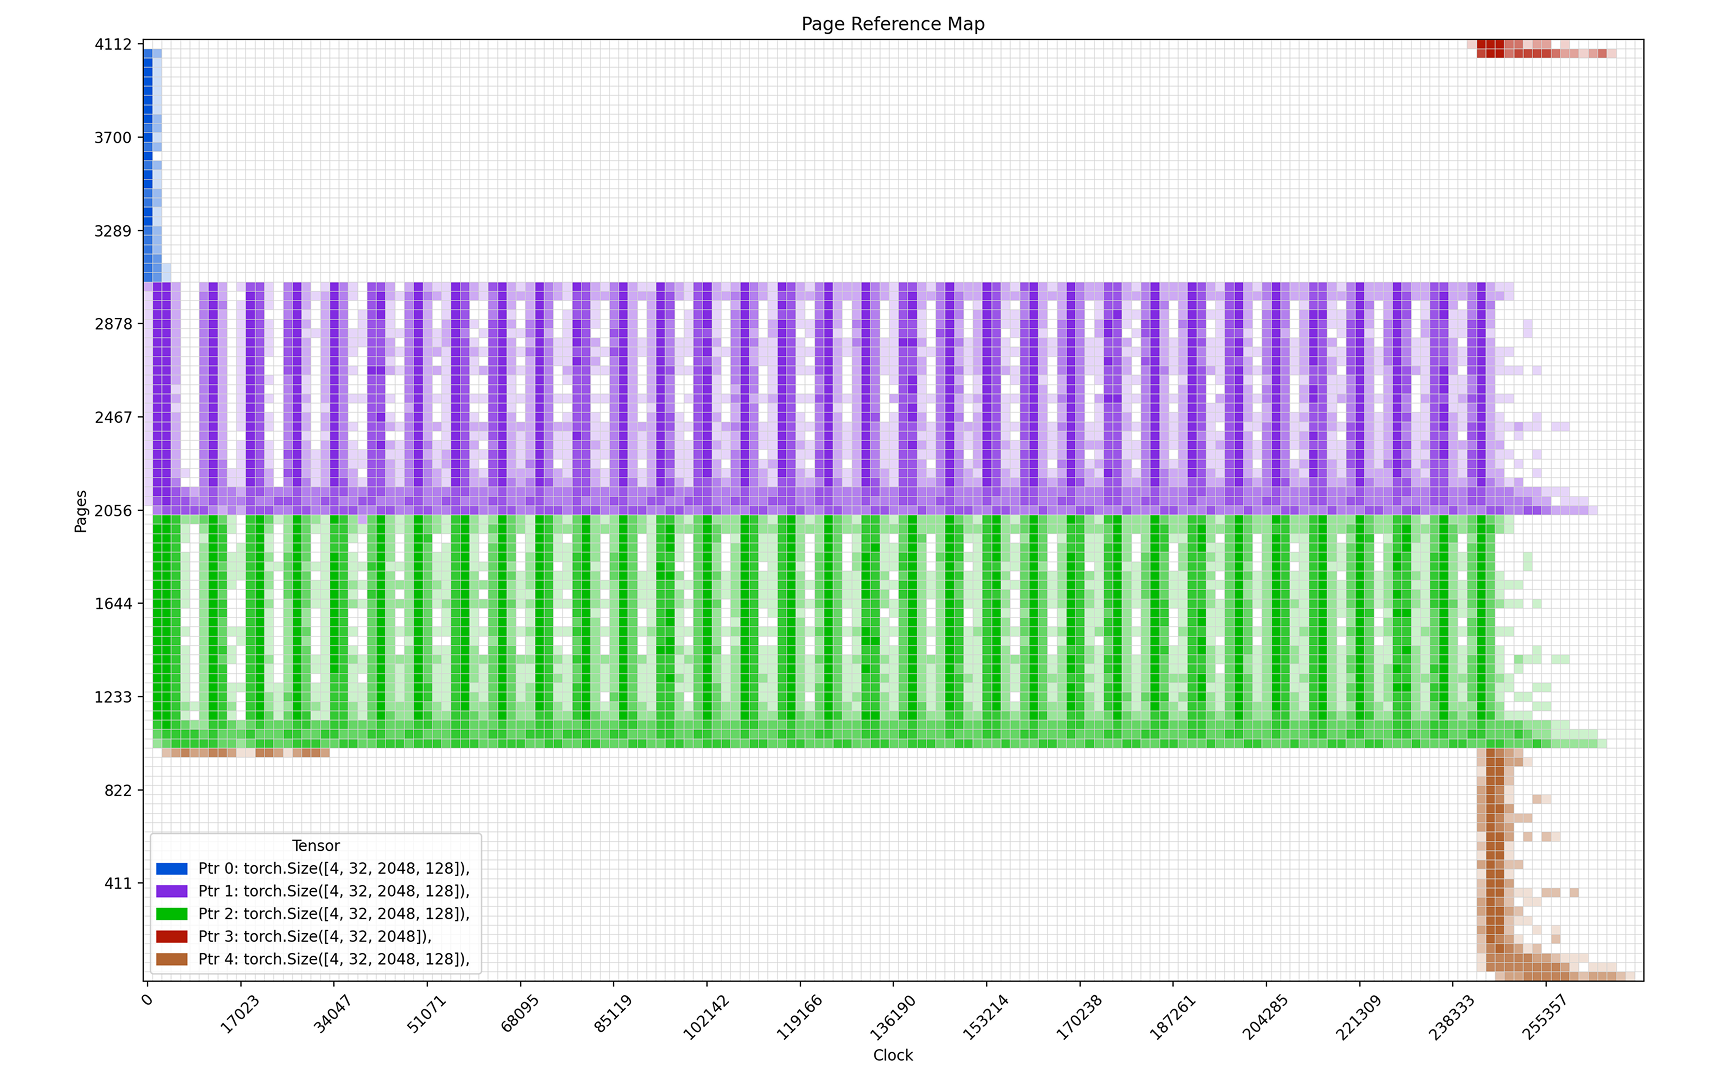 Page Reference Map
Pages
4112
3700
3289
2878
2467
2056
1644
1233
822
411
Tensor
Ptr 0: torch.Size([4, 32, 2048, 128]),
Ptr 1: torch.Size([4, 32, 2048, 128]),
Ptr 2: torch.Size([4, 32, 2048, 128]),
Ptr 3: torch.Size([4, 32, 2048]),
Ptr 4: torch.Size([4, 32, 2048, 128]),
0 17023 34047 51071 68095 85119 102142 119166 136190 153214 170238 187261 204285 221309 238333 255357
Clock